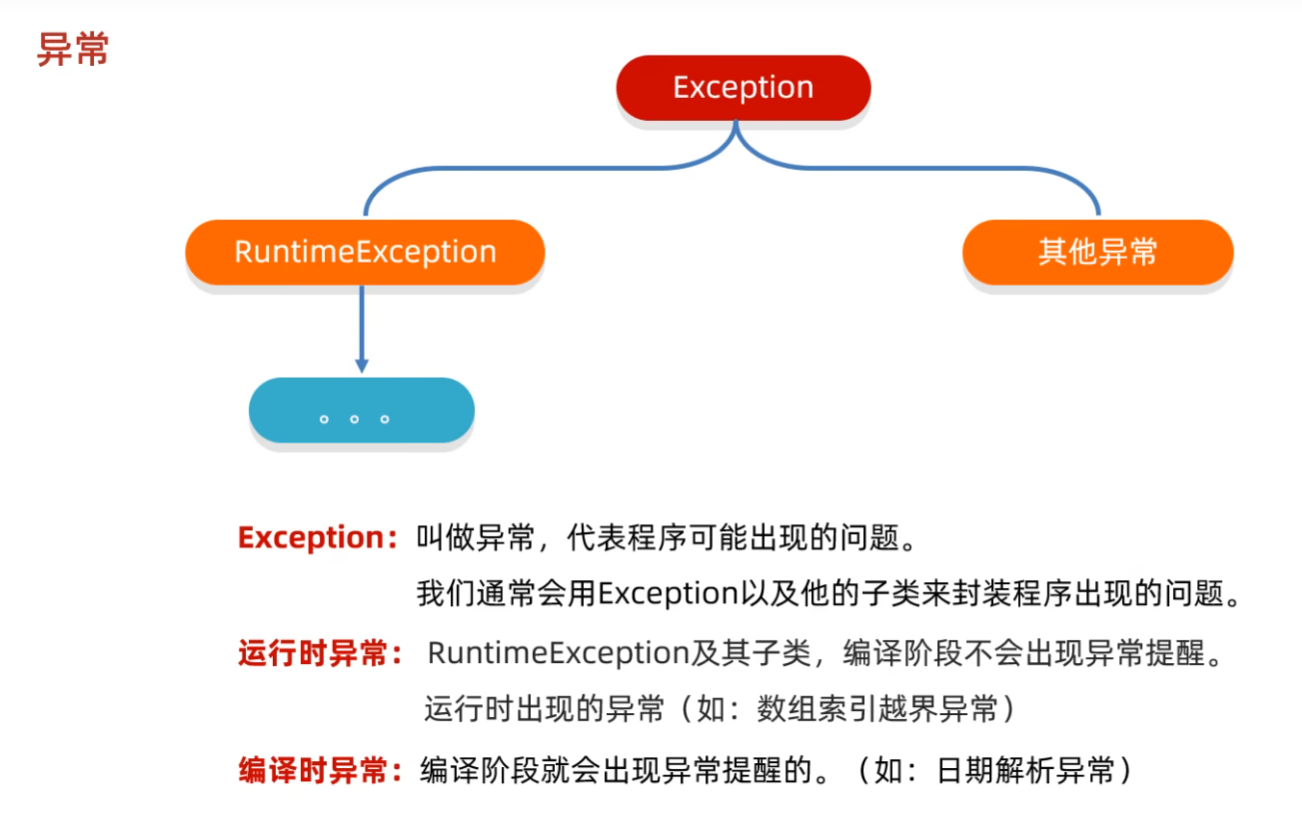 异常
Exception
RuntimeException
其他异常
。。。
Exception：叫做异常，代表程序可能出现的问题。
我们通常会用Exception以及他的子类来封装程序出现的问题。
运行时异常： RuntimeException及其子类，编译阶段不会出现异常提醒。
运行时出现的异常（如：数组索引越界异常）
编译时异常：编译阶段就会出现异常提醒的。（如：日期解析异常）